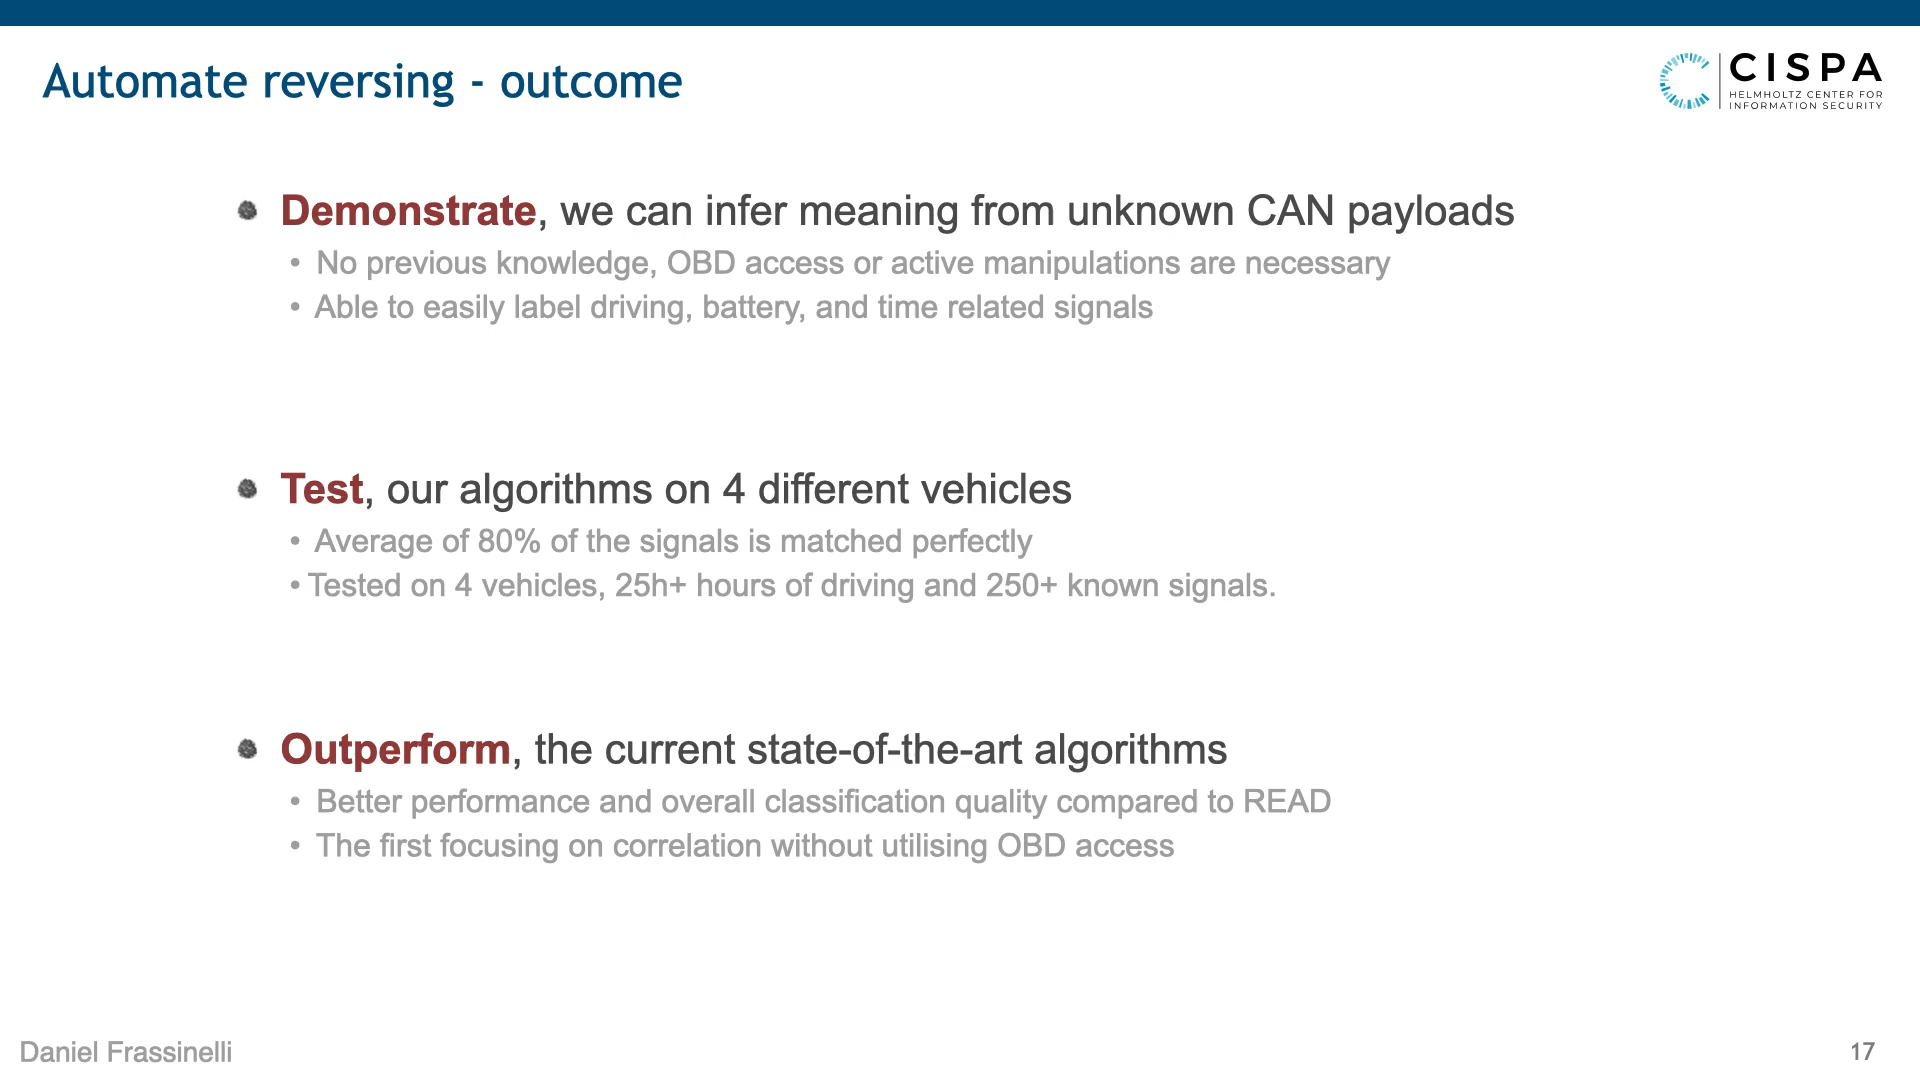 Automate reversing - outcome
CISPA
HELMHOLTZ CENTER FOR
INFORMATION SECURITY
Demonstrate, we can infer meaning from unknown CAN payloads
• No previous knowledge, OBD access or active manipulations are necessary
• Able to easily label driving, battery, and time related signals
Test, our algorithms on 4 different vehicles
• Average of 80% of the signals is matched perfectly
• Tested on 4 vehicles, 25h+ hours of driving and 250+ known signals.
Outperform, the current state-of-the-art algorithms
• Better performance and overall classification quality compared to READ
• The first focusing on correlation without utilising OBD access
Daniel Frassinelli
17